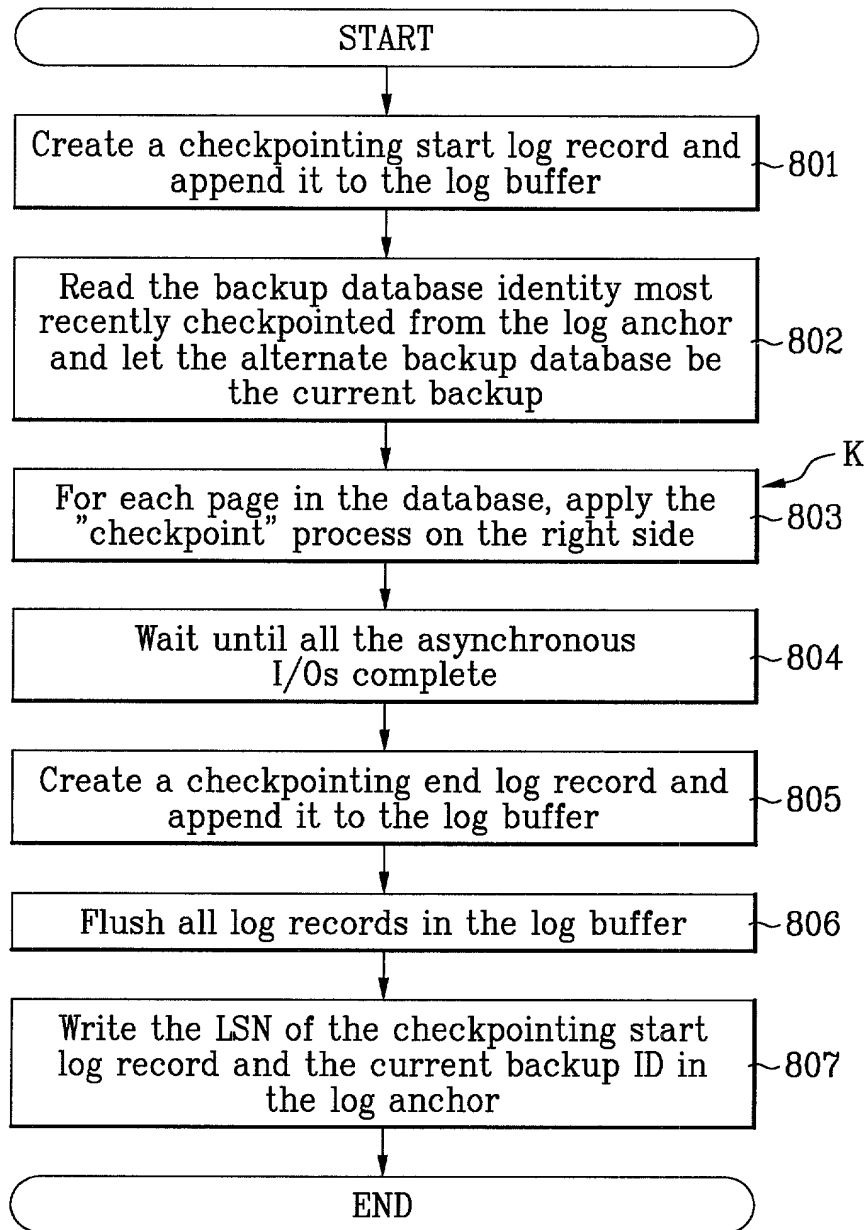 START
Create a checkpointing start log record and
append it to the log buffer
801
Read the backup database identity most
recently checkpointed from the log anchor
and let the alternate backup database be
the current backup
802
K
For each page in the database, apply the
"checkpoint" process on the right side
803
Wait until all the asynchronous
I/Os complete
804
Create a checkpointing end log record and
append it to the log buffer
805
Flush all log records in the log buffer
806
Write the LSN of the checkpointing start
log record and the current backup ID in
the log anchor
807
END